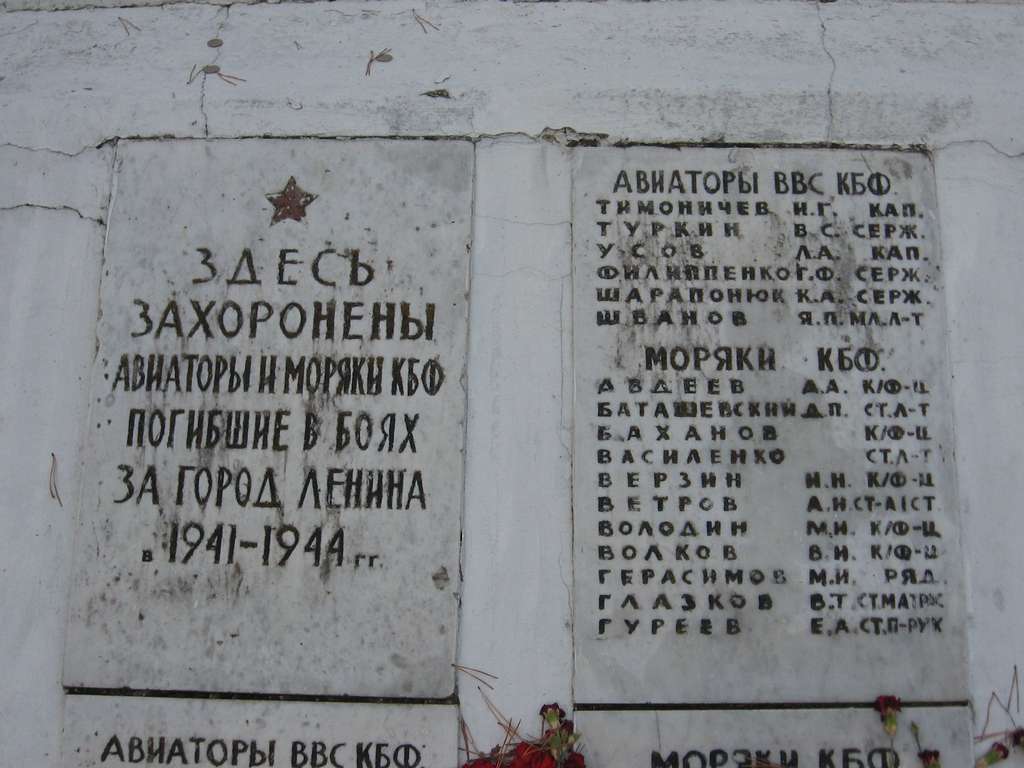 ЗДЕСЬ
ЗАХОРОНЕНЫ
АВИАТОРЫ И МОРЯКИ КБФ
ПОГИБШИЕ В БОЯХ
ЗА ГОРОД ЛЕНИНА
в 1941-1944 гг.
АВИАТОРЫ ВВС КБФ.
АВИАТОРЫ ВВС КБФ.
ТИМОНИЧЕВ И.Г. КАП.
ТУРКИН В.С. СЕРЖ.
УСОВ Л.А. КАП.
ФИЛИППЕНКО Г.Ф. СЕРЖ.
ШАРАПОНЮК К.А. СЕРЖ.
ШВАНОВ Я.П. МЛ.Л-Т
МОРЯКИ КБФ.
АВДЕЕВ Д.А. К/Ф-Ц
БАТАШЕВСКИЙ Д.П. СТ.Л-Т
БАХАНОВ К/Ф-Ц
ВАСИЛЕНКО СТ.Л-Т
ВЕРЗИН И.И. К/Ф-Ц
ВЕТРОВ А.И СТ-А1СТ
ВОЛОДИН М.И. К/Ф-Ц
ВОЛКОВ В.И. К/Ф-Ц
ГЕРАСИМОВ М.И. РЯД.
ГЛАЗКОВ В.Т СТ.МАТРОС
ГУРЕЕВ Е.А.СТ.П-РУК
МОРЯКИ КБФ.